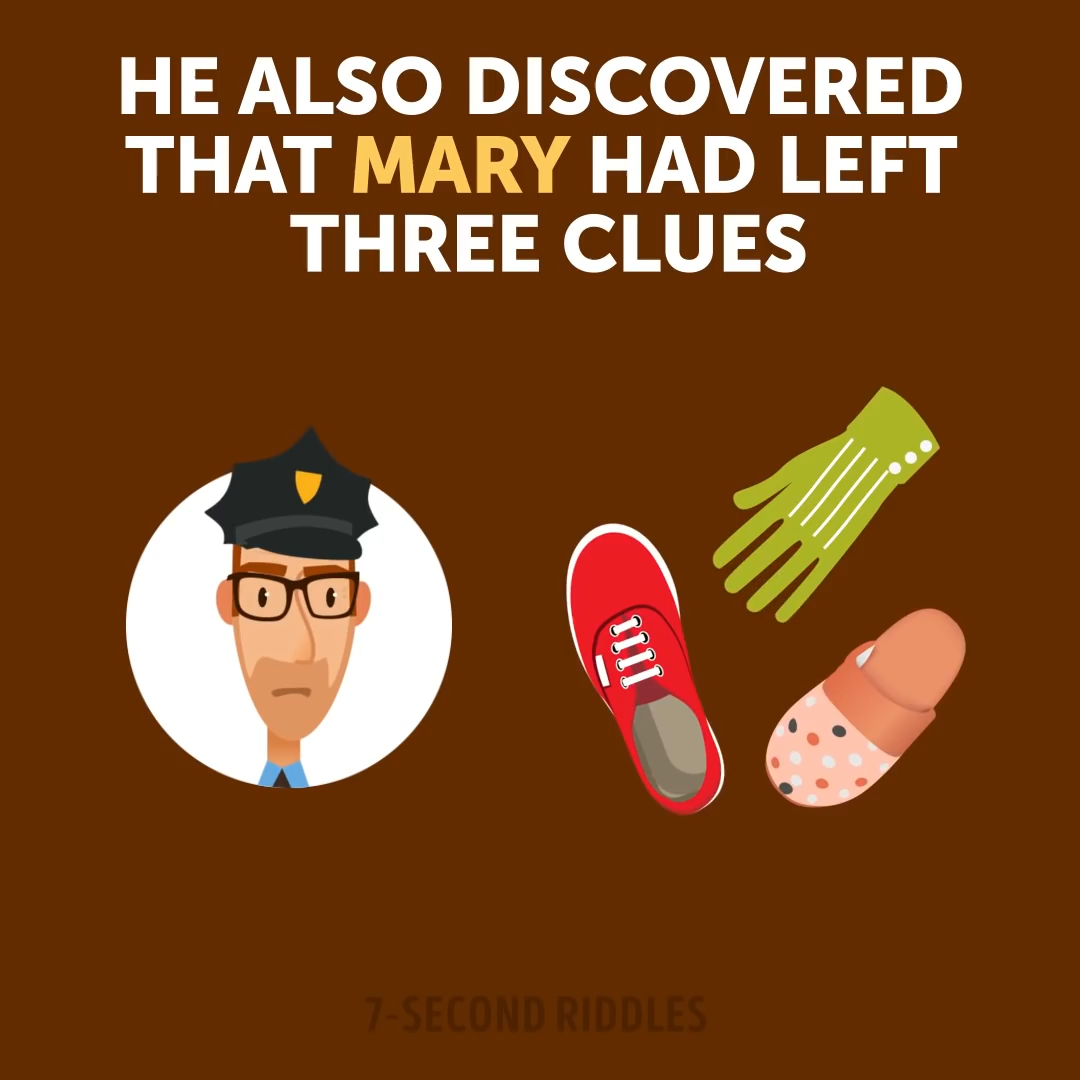 HE ALSO DISCOVERED
THAT MARY HAD LEFT
THREE CLUES
7-SECOND RIDDLES